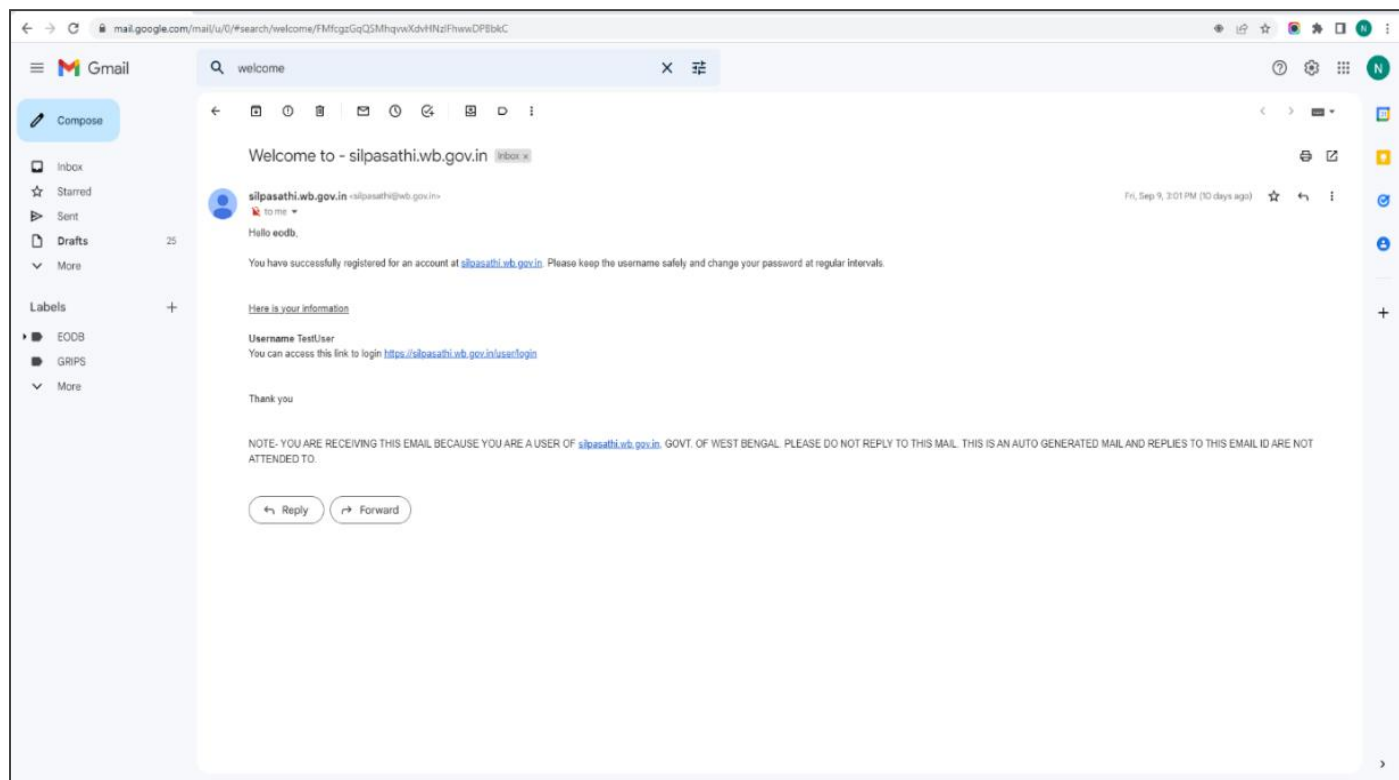 mail.google.com/mail/u/0/#search/welcome/FMfcgzGqQSMhqvwXdvHNzlFhwwDPBbkC
N
Gmail
welcome
N
Compose
Welcome to - silpasathi.wb.gov.in Inbox x
Inbox
Starred
silpasathi.wb.gov.in <silpasathi@wb.gov.in>
Fri, Sep 9, 3:01 PM (10 days ago)
to me
Sent
Hello eodb,
Drafts 25
More
You have successfully registered for an account at silpasathi.wb.gov.in. Please keep the username safely and change your password at regular intervals.
Labels
Here is your information
EODB
Username TestUser
You can access this link to login https://silpasathi.wb.gov.in/user/login
GRIPS
More
Thank you
NOTE- YOU ARE RECEIVING THIS EMAIL BECAUSE YOU ARE A USER OF silpasathi.wb.gov.in, GOVT. OF WEST BENGAL. PLEASE DO NOT REPLY TO THIS MAIL. THIS IS AN AUTO GENERATED MAIL AND REPLIES TO THIS EMAIL ID ARE NOT
ATTENDED TO.
Reply Forward